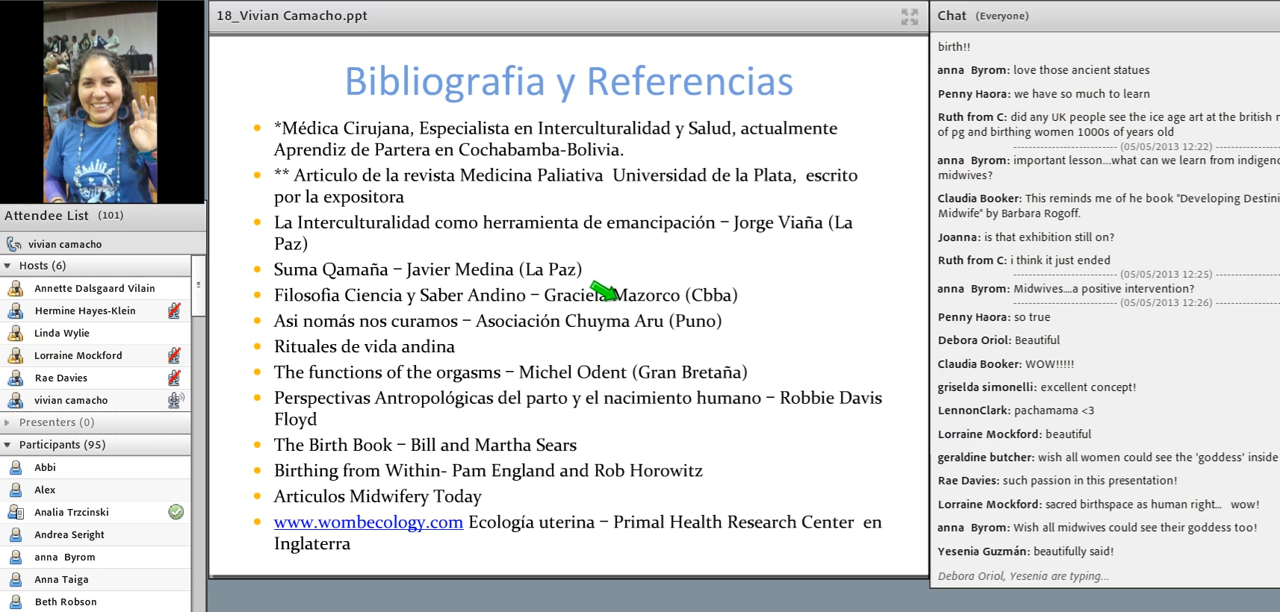 18_Vivian Camacho.ppt
Bibliografia y Referencias
*Médica Cirujana, Especialista en Interculturalidad y Salud, actualmente
Aprendiz de Partera en Cochabamba-Bolivia.
** Articulo de la revista Medicina Paliativa Universidad de la Plata, escrito
por la expositora
La Interculturalidad como herramienta de emancipación – Jorge Viaña (La
Paz)
Suma Qamaña – Javier Medina (La Paz)
Filosofia Ciencia y Saber Andino – Graciela Mazorco (Cbba)
Asi nomás nos curamos – Asociación Chuyma Aru (Puno)
Rituales de vida andina
The functions of the orgasms – Michel Odent (Gran Bretaña)
Perspectivas Antropológicas del parto y el nacimiento humano – Robbie Davis
Floyd
The Birth Book – Bill and Martha Sears
Birthing from Within- Pam England and Rob Horowitz
Articulos Midwifery Today
www.wombecology.com Ecología uterina – Primal Health Research Center en
Inglaterra
Attendee List (101)
vivian camacho
Hosts (6)
Annette Dalsgaard Vilain
Hermine Hayes-Klein
Linda Wylie
Lorraine Mockford
Rae Davies
vivian camacho
Presenters (0)
Participants (95)
Abbi
Alex
Analia Trzcinski
Andrea Seright
anna Byrom
Anna Taiga
Beth Robson
Chat (Everyone)
birth!!
anna Byrom: love those ancient statues
Penny Haora: we have so much to learn
Ruth from C: did any UK people see the ice age art at the british
of pg and birthing women 1000s of years old
(05/05/2013 12:22)
anna Byrom: important lesson...what can we learn from
midwives?
Claudia Booker: This reminds me of he book "Developing
Midwife" by Barbara Rogoff.
Joanna: is that exhibition still on?
Ruth from C: i think it just ended
(05/05/2013 12:25)
anna Byrom: Midwives....a positive intervention?
(05/05/2013 12:26)
Penny Haora: so true
Debora Oriol: Beautiful
Claudia Booker: WOW!!!!!
griselda simonelli: excellent concept!
LennonClark: pachamama <3
Lorraine Mockford: beautiful
geraldine butcher: wish all women could see the 'goddess' inside
Rae Davies: such passion in this presentation!
Lorraine Mockford: sacred birthspace as human right... wow!
anna Byrom: Wish all midwives could see their goddess too!
Yesenia Guzmán: beautifully said!
Debora Oriol, Yesenia are typing...